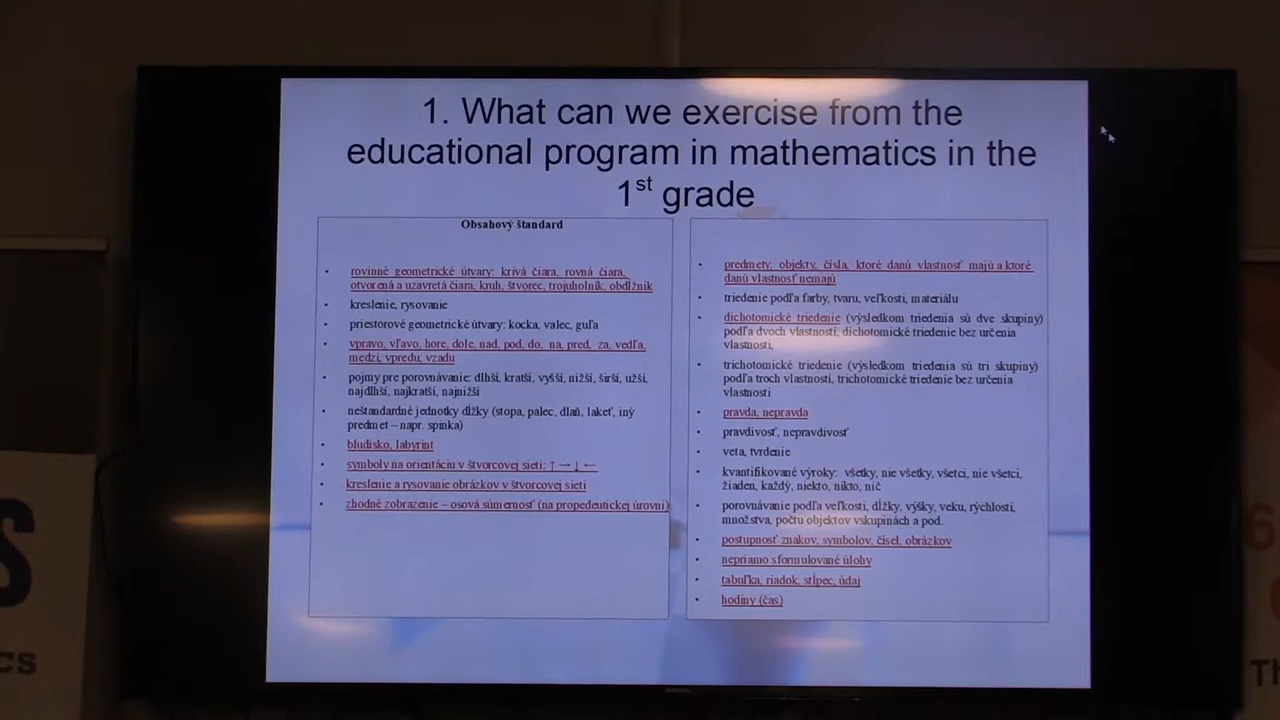 1. What can we exercise from the
educational program in mathematics in the
1st grade
Obsahový štandard
rovinné geometrické útvary: krivá čiara, rovná čiara,
otvorená a uzavretá čiara, kruh, štvorec, trojuholník, obdĺžnik
kreslenie, rysovanie
priestorové geometrické útvary: kocka, valec, guľa
vpravo, vľavo, hore, dole, nad, pod, do, na, pred, za, vedľa,
medzi, vpredu, vzadu
pojmy pre porovnávanie: dlhší, kratší, vyšší, nižší, širší, užší,
najdlhší, najkratší, najnižší
neštandardné jednotky dĺžky (stopa, palec, dlaň, lakeť, iný
predmet – napr. spinka)
bludisko, labyrint
symboly na orientáciu v štvorcovej sieti: ↑ → ↓ ←
kreslenie a rysovanie obrázkov v štvorcovej sieti
zhodné zobrazenie – osová súmernosť (na propedeutickej úrovni)
predmety, objekty, čísla, ktoré danú vlastnosť majú a ktoré
danú vlastnosť nemajú
triedenie podľa farby, tvaru, veľkosti, materiálu
dichotomické triedenie (výsledkom triedenia sú dve skupiny)
podľa dvoch vlastností, dichotomické triedenie bez určenia
vlastnosti,
trichotomické triedenie (výsledkom triedenia sú tri skupiny)
podľa troch vlastností, trichotomické triedenie bez určenia
vlastnosti
pravda, nepravda
pravdivosť, nepravdivosť
veta, tvrdenie
kvantifikované výroky: všetky, nie všetky, všetci, nie všetci,
žiaden, každý, niekto, nikto, nič
porovnávanie podľa veľkosti, dĺžky, výšky, veku, rýchlosti,
množstva, počtu objektov vskupinách a pod.
postupnosť znakov, symbolov, čísel, obrázkov
nepriamo sformulované úlohy
tabuľka, riadok, stĺpec, údaj
hodiny (čas)
S
CS
6
Th